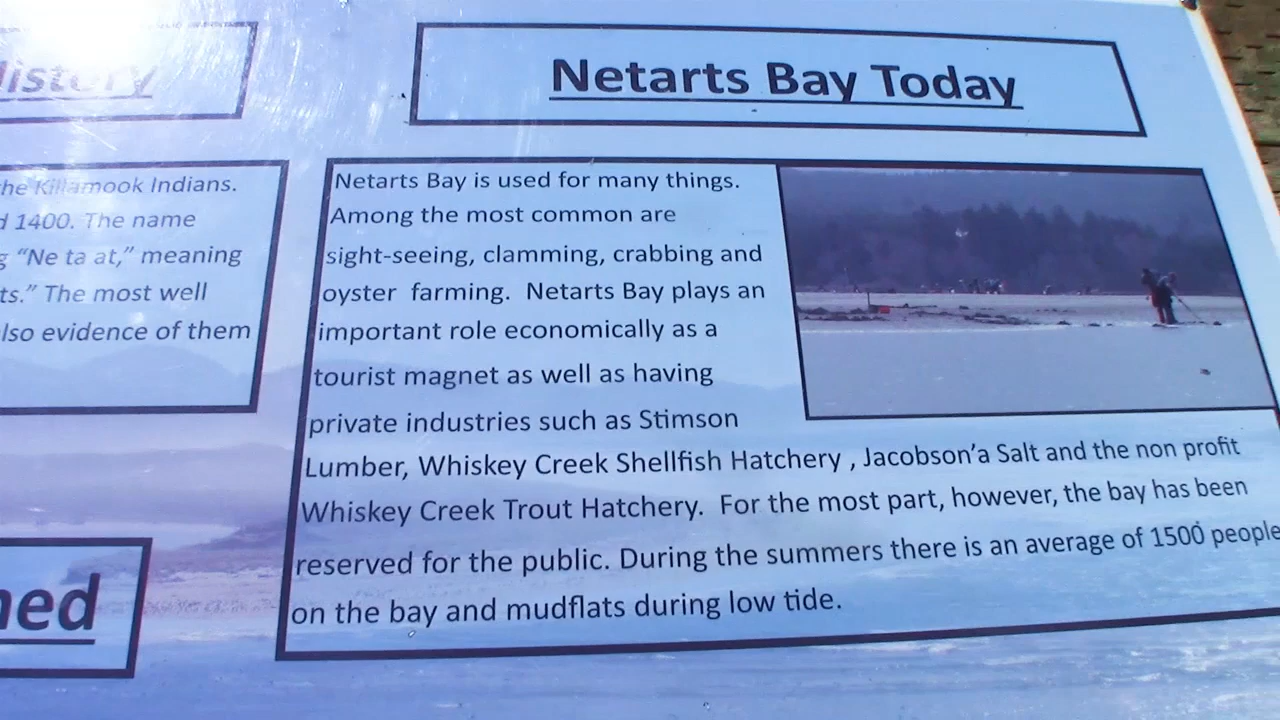 History
the Killamook Indians.
1400. The name
"Ne ta at," meaning
ts." The most well
also evidence of them
ned
Netarts Bay Today
Netarts Bay is used for many things.
Among the most common are
sight-seeing, clamming, crabbing and
oyster farming. Netarts Bay plays an
important role economically as a
tourist magnet as well as having
private industries such as Stimson
Lumber, Whiskey Creek Shellfish Hatchery , Jacobson'a Salt and the non profit
Whiskey Creek Trout Hatchery. For the most part, however, the bay has been
reserved for the public. During the summers there is an average of 1500 people
on the bay and mudflats during low tide.